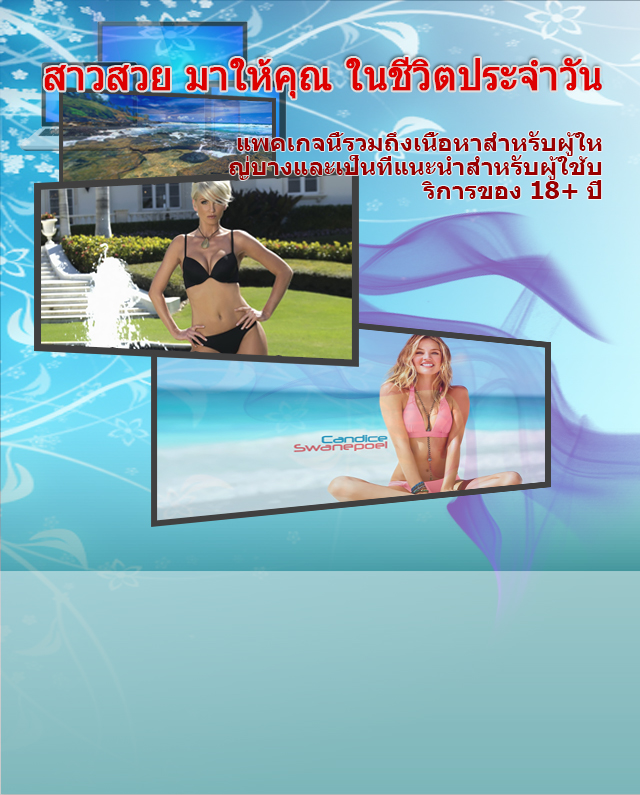 สาวสวย มาให้คุณ ในชีวิตประจำวัน
แพคเกจนี้รวมถึงเนื้อหาสำหรับผู้ให
ญ่บางและเป็นที่แนะนำสำหรับผู้ใช้บ
ริการของ 18+ ปี
Candice
Swanepoel